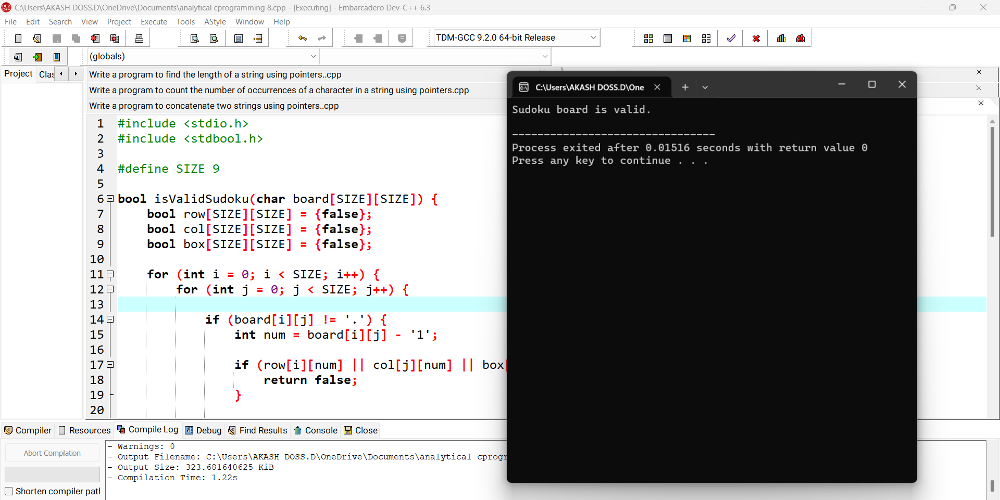 C:\Users\AKASH DOSS.D\OneDrive\Documents\analytical cprogramming 8.cpp - [Executing] - Embarcadero Dev-C++ 6.3
File Edit Search View Project Execute Tools AStyle Window Help
TDM-GCC 9.2.0 64-bit Release
(globals)
Project Clas
Write a program to find the length of a string using pointers..cpp
Write a program to count the number of occurrences of a character in a string using pointers.cpp
Write a program to concatenate two strings using pointers..cpp
1 #include <stdio.h>
2 #include <stdbool.h>
3
4 #define SIZE 9
5
6 bool isValidSudoku(char board[SIZE][SIZE]) {
7 bool row[SIZE][SIZE] = {false};
8 bool col[SIZE][SIZE] = {false};
9 bool box[SIZE][SIZE] = {false};
10
11 for (int i = 0; i < SIZE; i++) {
12 for (int j = 0; j < SIZE; j++) {
13
14 if (board[i][j] != '.') {
15 int num = board[i][j] - '1';
16
17 if (row[i][num] || col[j][num] || box[
18 return false;
19 }
20
C:\Users\AKASH DOSS.D\One
Sudoku board is valid.
--------------------------------
Process exited after 0.01516 seconds with return value 0
Press any key to continue . . .
Compiler Resources Compile Log Debug Find Results Console Close
Abort Compilation
Shorten compiler path
- Warnings: 0
- Output Filename: C:\Users\AKASH DOSS.D\OneDrive\Documents\analytical cprogr
- Output Size: 323.681640625 KiB
- Compilation Time: 1.22s